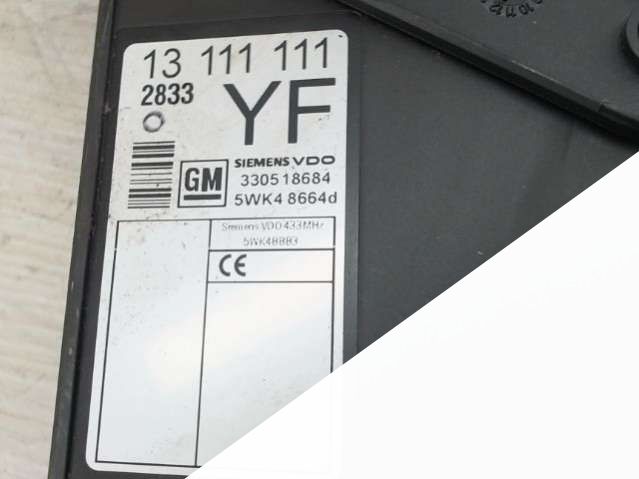 13 111 111
2833
YF
GM
SIEMENS VDO
330518684
5WK4 8664d
Siemens VDO 433MHz
5WK48883
CE